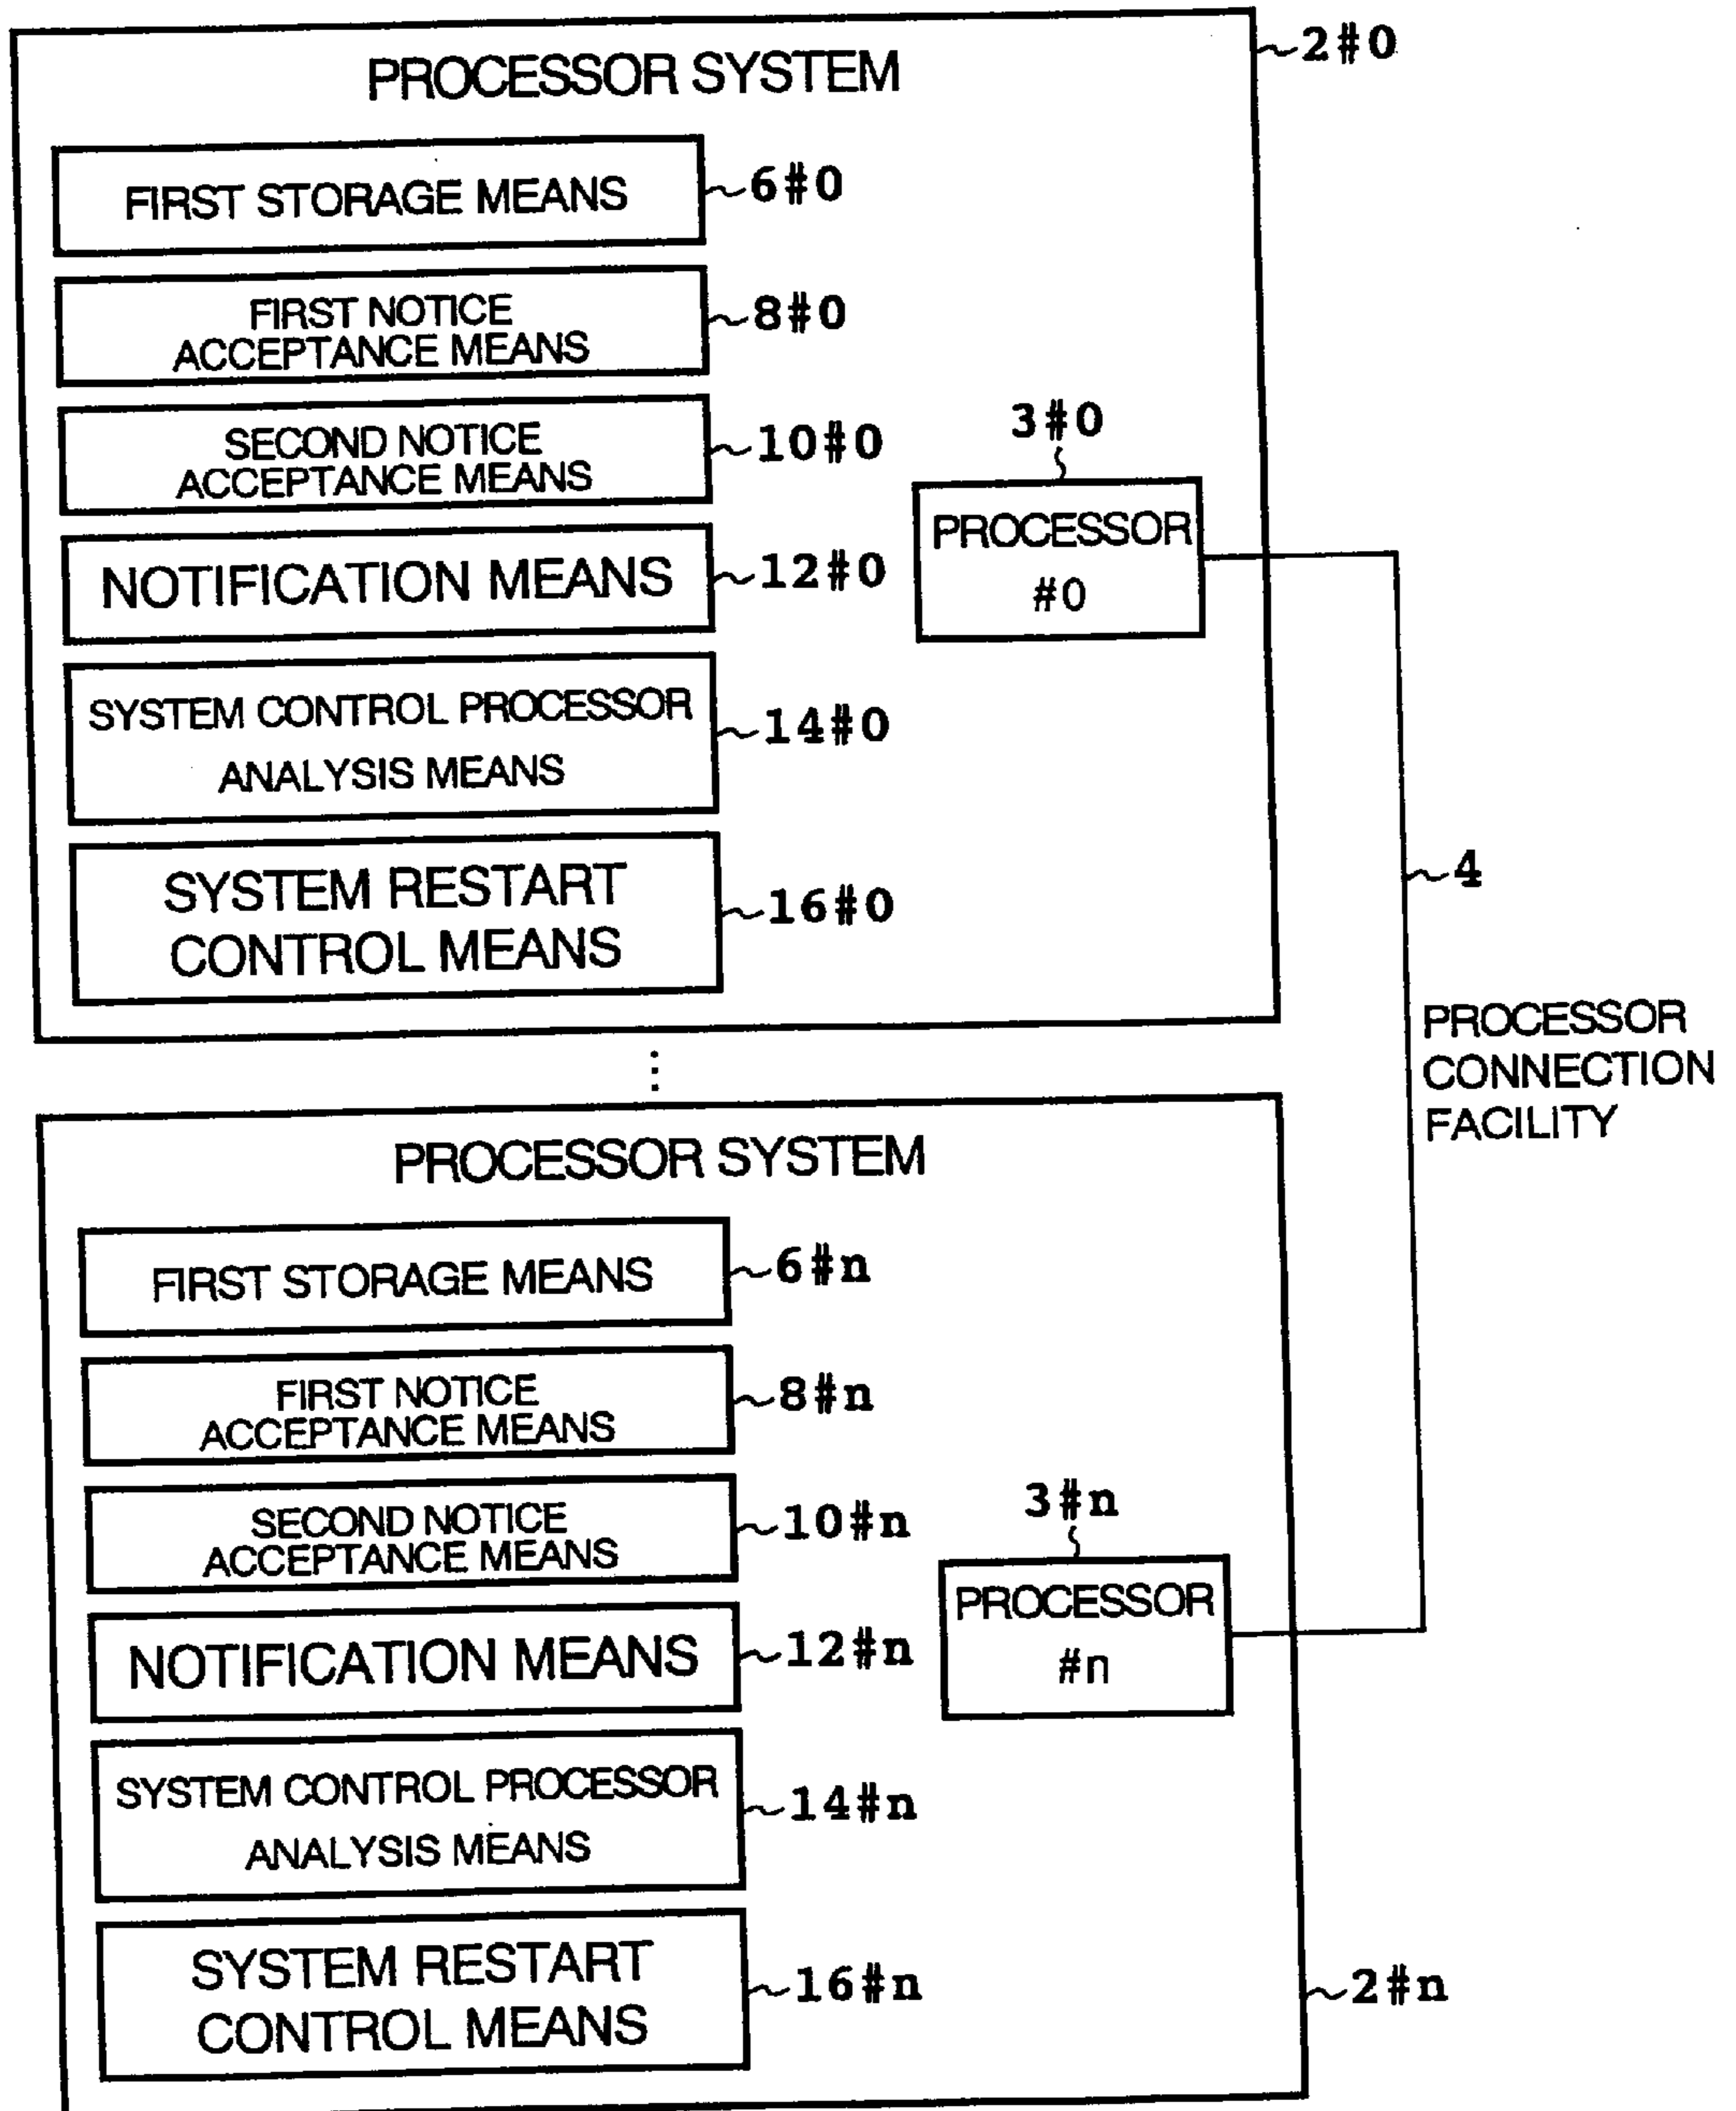 PROCESSOR SYSTEM
2#0
FIRST STORAGE MEANS
6#0
FIRST NOTICE
ACCEPTANCE MEANS
8#0
SECOND NOTICE
ACCEPTANCE MEANS
10#0
3#0
PROCESSOR
#0
NOTIFICATION MEANS
12#0
SYSTEM CONTROL PROCESSOR
ANALYSIS MEANS
14#0
SYSTEM RESTART
CONTROL MEANS
16#0
4
PROCESSOR
CONNECTION
FACILITY
⋮
PROCESSOR SYSTEM
FIRST STORAGE MEANS
6#n
FIRST NOTICE
ACCEPTANCE MEANS
8#n
SECOND NOTICE
ACCEPTANCE MEANS
10#n
3#n
PROCESSOR
#n
NOTIFICATION MEANS
12#n
SYSTEM CONTROL PROCESSOR
ANALYSIS MEANS
14#n
SYSTEM RESTART
CONTROL MEANS
16#n
2#n